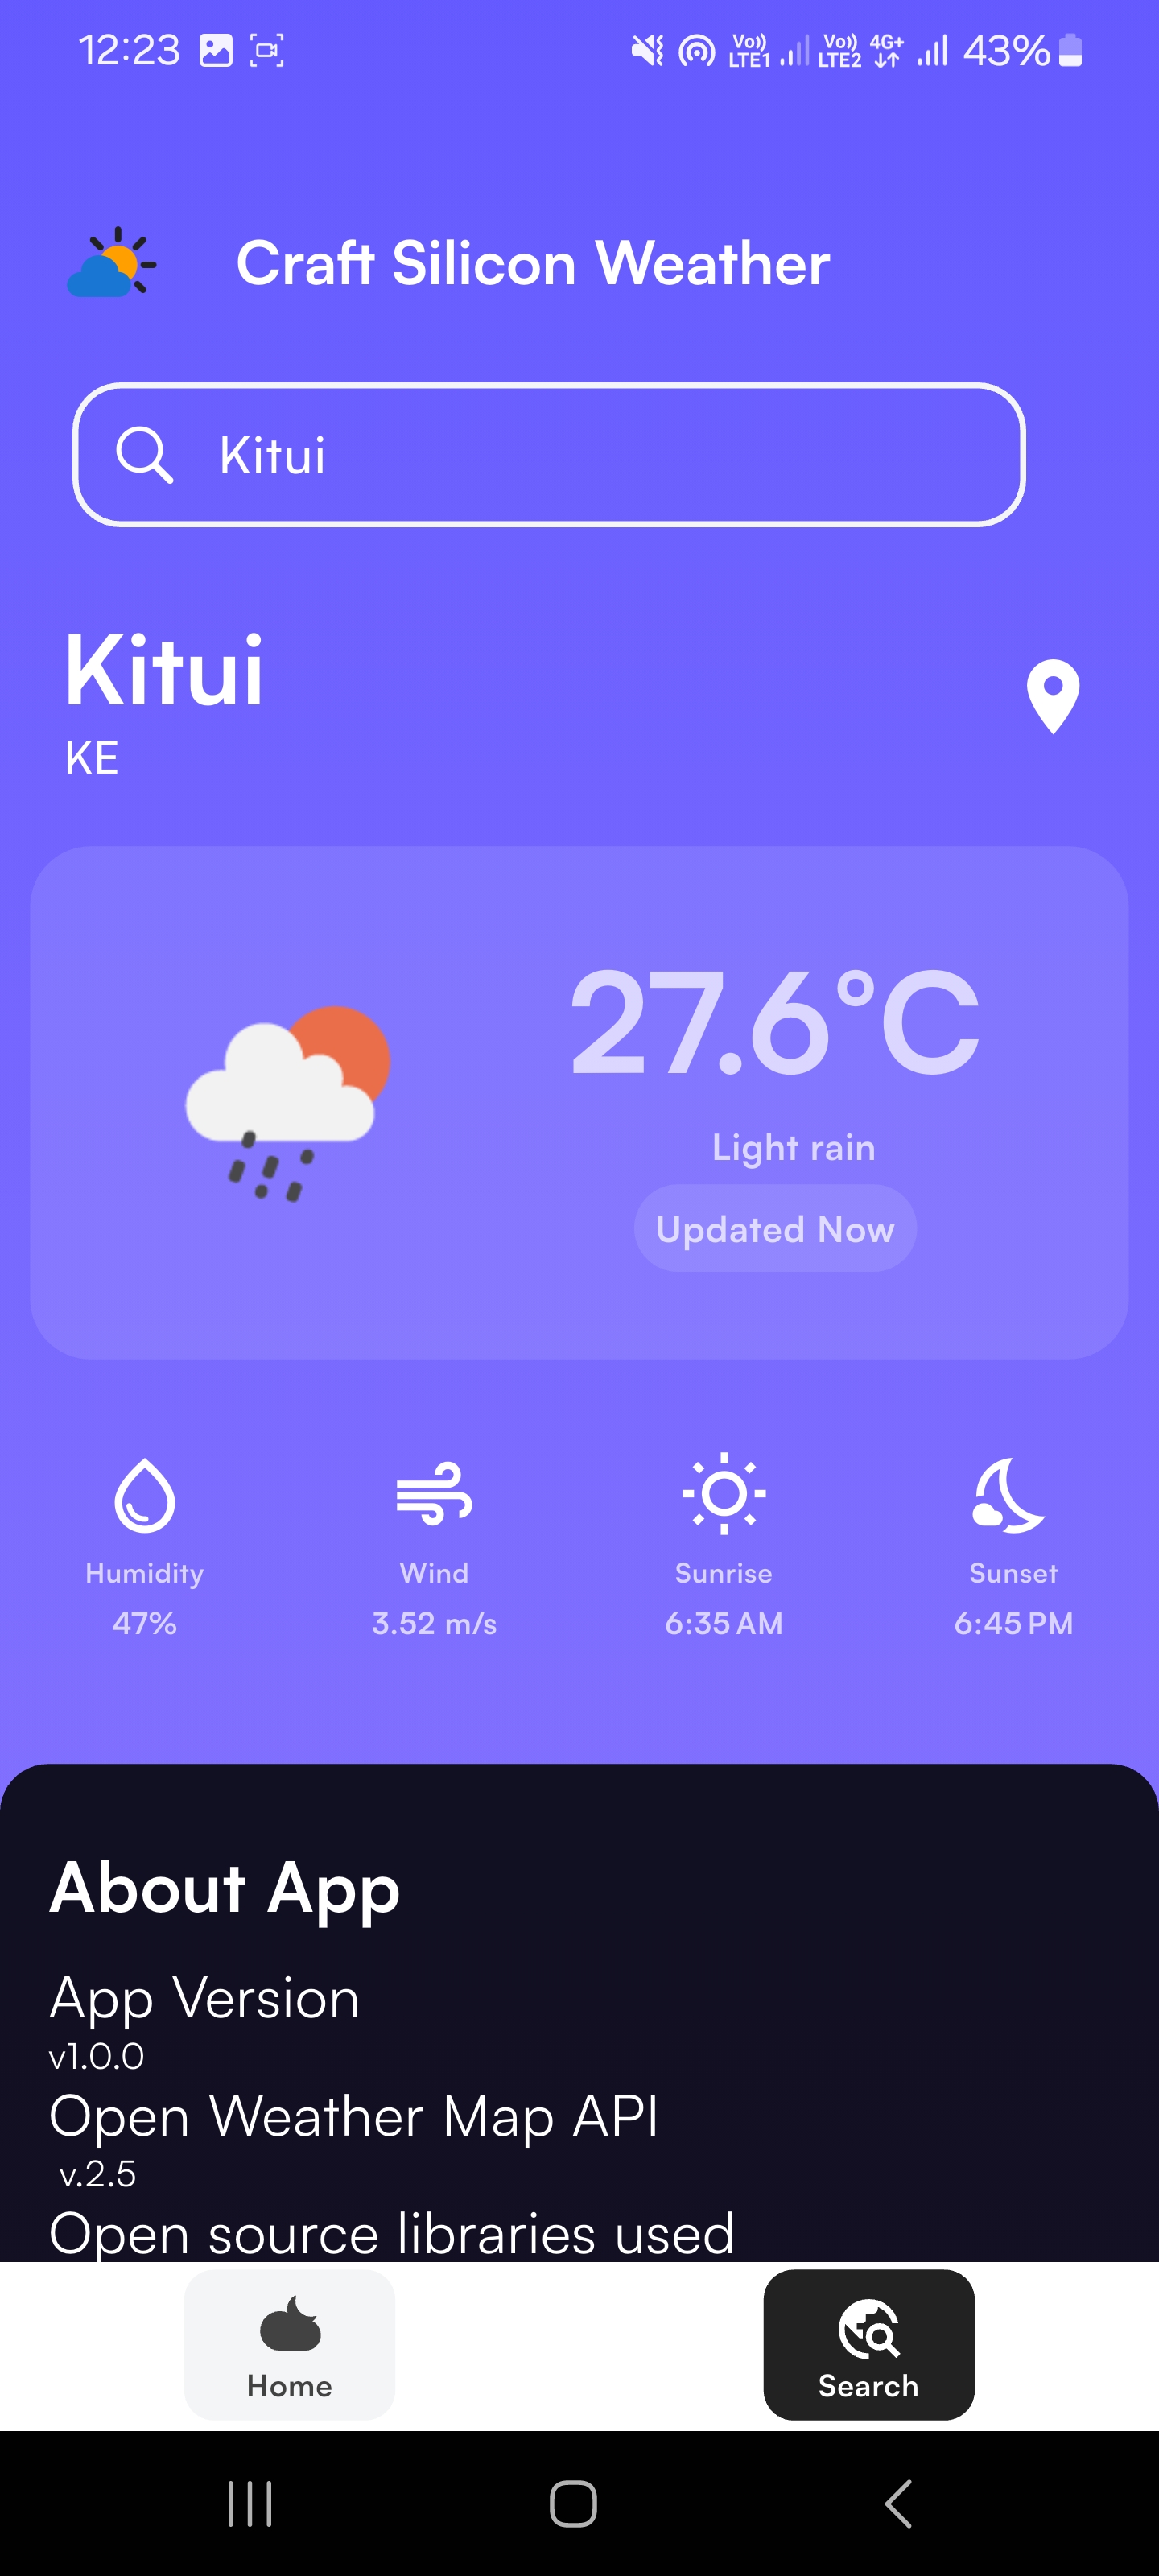 12:23
Vo)) LTE1 Vo)) LTE2 4G+ 43%
Craft Silicon Weather
Kitui
Kitui
KE
27.6°C
Light rain
Updated Now
Humidity Wind Sunrise Sunset
47% 3.52 m/s 6:35 AM 6:45 PM
About App
App Version
v1.0.0
Open Weather Map API
v.2.5
Open source libraries used
Home Search